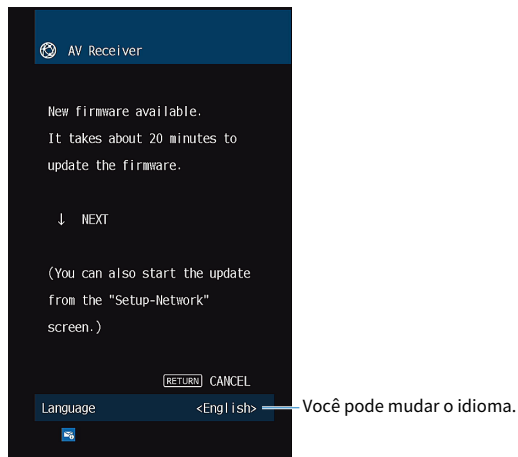 AV Receiver
New firmware available.
It takes about 20 minutes to
update the firmware.
↓ NEXT
(You can also start the update
from the "Setup-Network"
screen.)
RETURN CANCEL
Language <English>
Você pode mudar o idioma.